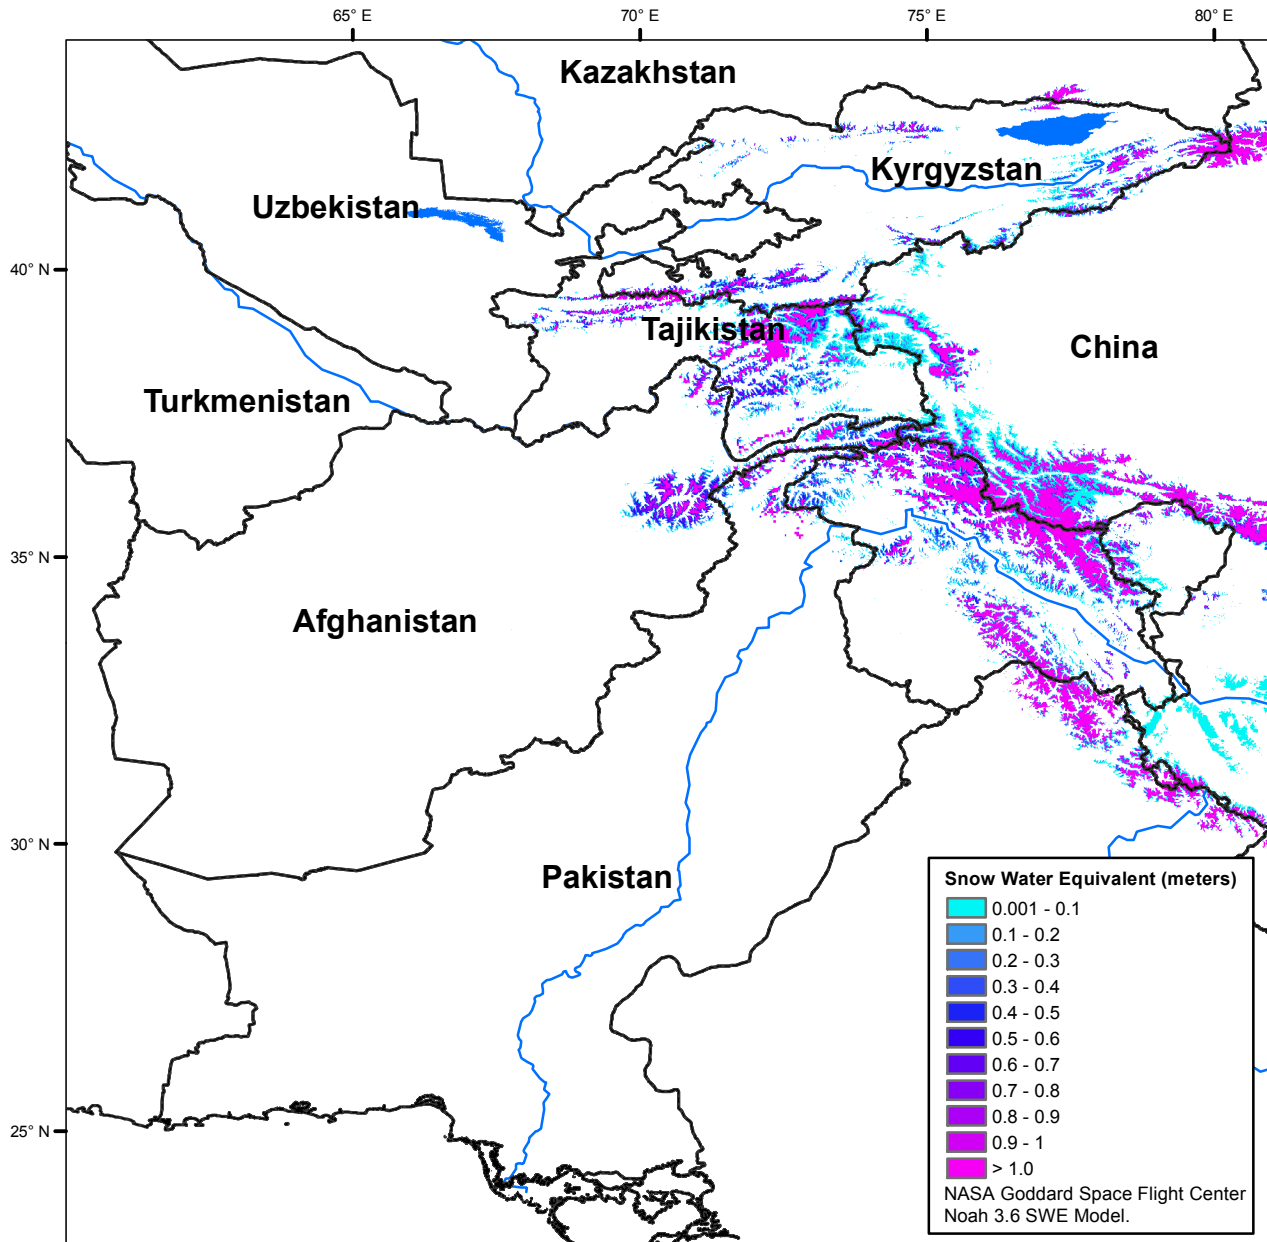 65° E
70° E
75° E
80° E
Kazakhstan
Kyrgyzstan
Uzbekistan
40° N
Tajikistan
China
Turkmenistan
35° N
Afghanistan
30° N
Pakistan
25° N
Snow Water Equivalent (meters)
0.001 - 0.1
0.1 - 0.2
0.2 - 0.3
0.3 - 0.4
0.4 - 0.5
0.5 - 0.6
0.6 - 0.7
0.7 - 0.8
0.8 - 0.9
0.9 - 1
> 1.0
NASA Goddard Space Flight Center
Noah 3.6 SWE Model.